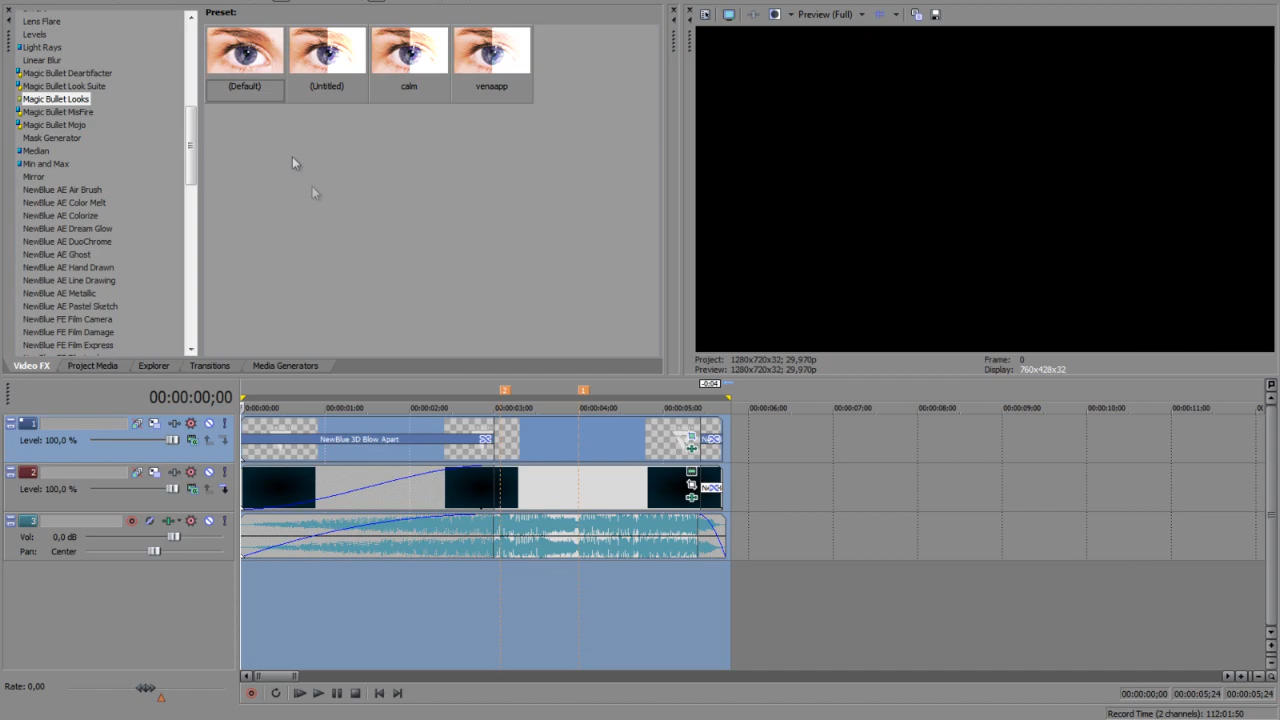 Lens Flare
Levels
Light Rays
Linear Blur
Magic Bullet Deartifacter
Magic Bullet Look Suite
Magic Bullet Looks
Magic Bullet MisFire
Magic Bullet Mojo
Mask Generator
Median
Min and Max
Mirror
NewBlue AE Air Brush
NewBlue AE Color Melt
NewBlue AE Colorize
NewBlue AE Dream Glow
NewBlue AE DuoChrome
NewBlue AE Ghost
NewBlue AE Hand Drawn
NewBlue AE Line Drawing
NewBlue AE Metallic
NewBlue AE Pastel Sketch
NewBlue FE Film Camera
NewBlue FE Film Damage
NewBlue FE Film Express
Preset:
(Default)
(Untitled)
calm
venaapp
Video FX
Project Media
Explorer
Transitions
Media Generators
Preview (Full)
Project: 1280x720x32; 29,970p
Preview: 1280x720x32; 29,970p
Frame: 0
Display: 760x428x32
00:00:00;00
-0:04
2
1
00:00:00;00
00:00:01;00
00:00:02;00
00:00:03;00
00:00:04;00
00:00:05;00
00:00:06;00
00:00:07;00
00:00:08;00
00:00:09;00
00:00:10;00
00:00:11;00
1
Level: 100,0 %
NewBlue 3D Blow Apart
2
Level: 100,0 %
3
Vol: 0,0 dB
Pan: Center
Rate: 0,00
00:00:00;00
00:00:05;24
00:00:05;24
Record Time (2 channels): 112:01:50